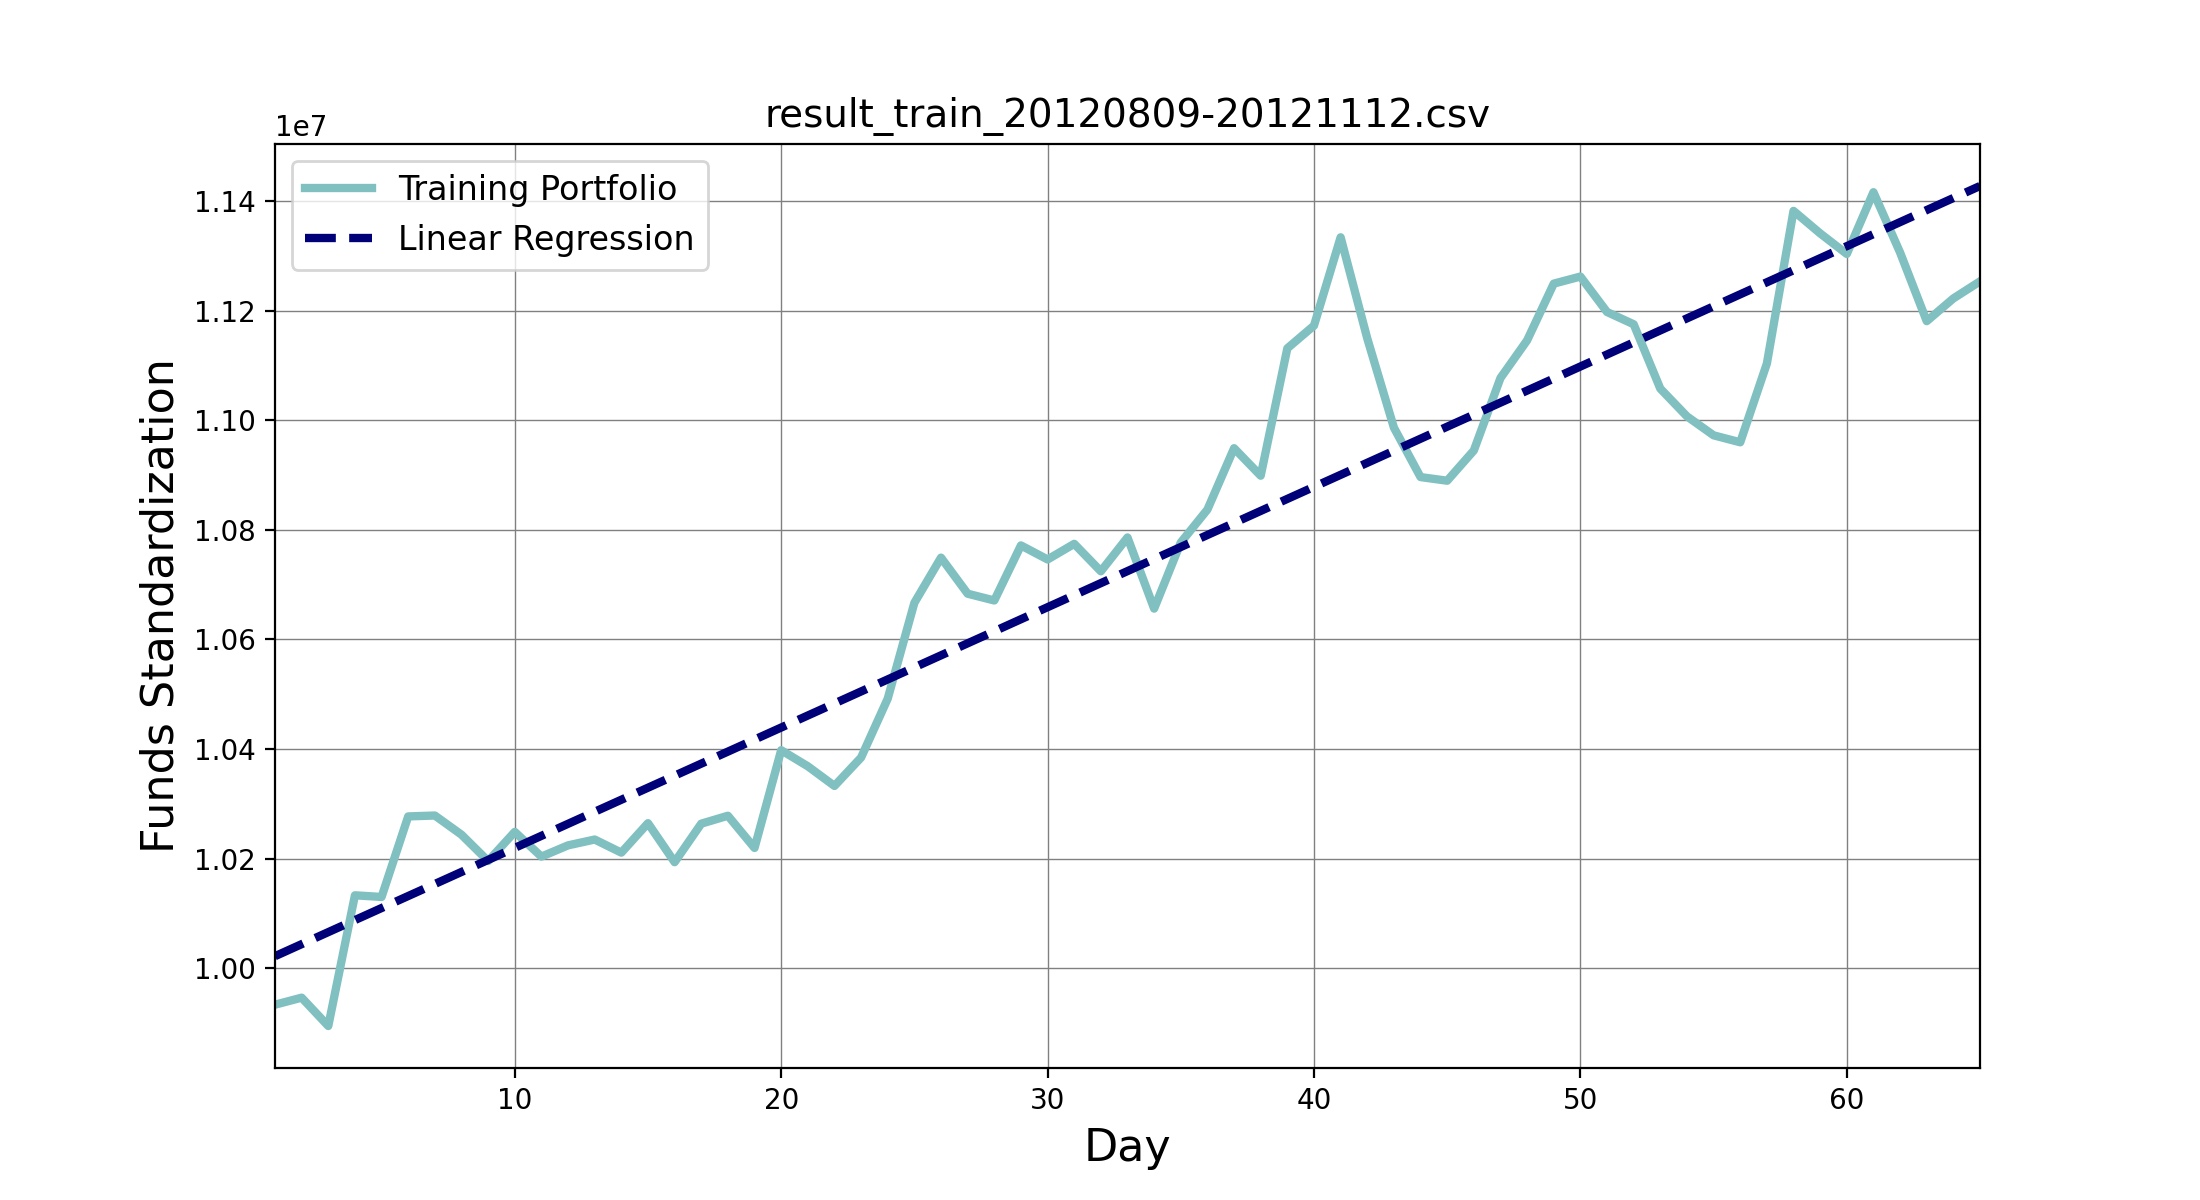 result_train_20120809-20121112.csv
1e7
Training Portfolio
Linear Regression
1.14
1.12
1.10
1.08
1.06
1.04
1.02
1.00
Funds Standardization
10 20 30 40 50 60
Day